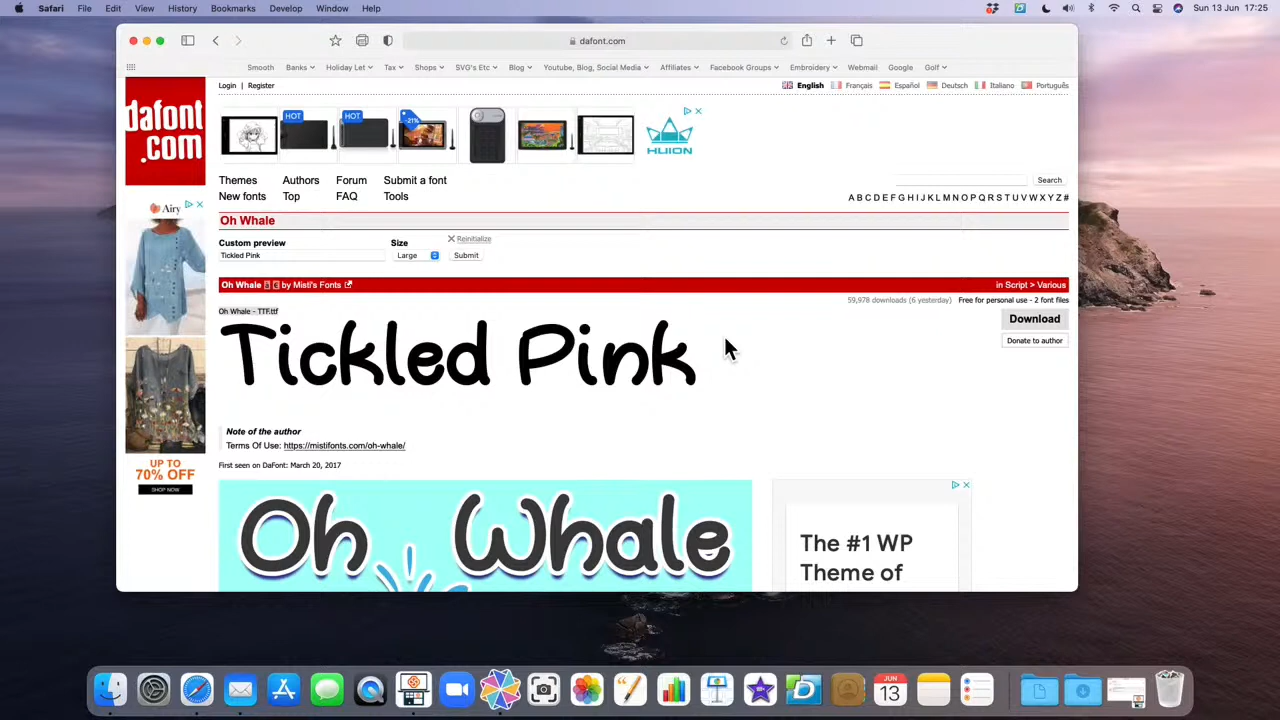 Safari File Edit View History Bookmarks Develop Window Help Sun 13 Jun 17:25
dafont.com
Smooth Banks Holiday Let Tax Shops SVG's Etc Blog Youtube, Blog, Social Media Affiliates Facebook Groups Embroidery Webmail Google Golf
Login | Register English Français Español Deutsch Italiano Português
dafont
.com
HOT HOT -21%
HUION
Themes Authors Forum Submit a font
New fonts Top FAQ Tools
Search
A B C D E F G H I J K L M N O P Q R S T U V W X Y Z #
Airy
Oh Whale
Custom preview Size Reinitialize
Tickled Pink Large Submit
Oh Whale by Misti's Fonts in Script > Various
59,978 downloads (6 yesterday) Free for personal use - 2 font files
Oh Whale - TTF.ttf
Download
Donate to author
Tickled Pink
Note of the author
Terms Of Use: https://mistifonts.com/oh-whale/
First seen on DaFont: March 20, 2017
UP TO
70% OFF
SHOP NOW
Oh Whale
The #1 WP
Theme of
JUN
13